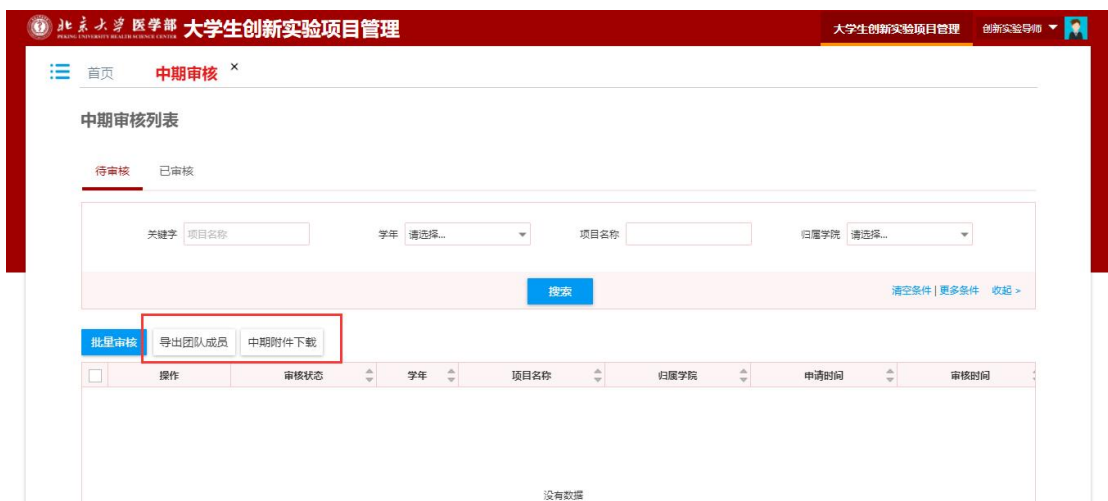 北京大学 医学部 大学生创新实验项目管理 大学生创新实验项目管理 创新实验导师
PEKING UNIVERSITY HEALTH SCIENCE CENTER
首页 中期审核 ×
中期审核列表
待审核 已审核
关键字 项目名称 学年 请选择... 项目名称 归属学院 请选择...
搜索 清空条件 | 更多条件 收起 >
批量审核 导出团队成员 中期附件下载
操作 审核状态 学年 项目名称 归属学院 申请时间 审核时间
没有数据